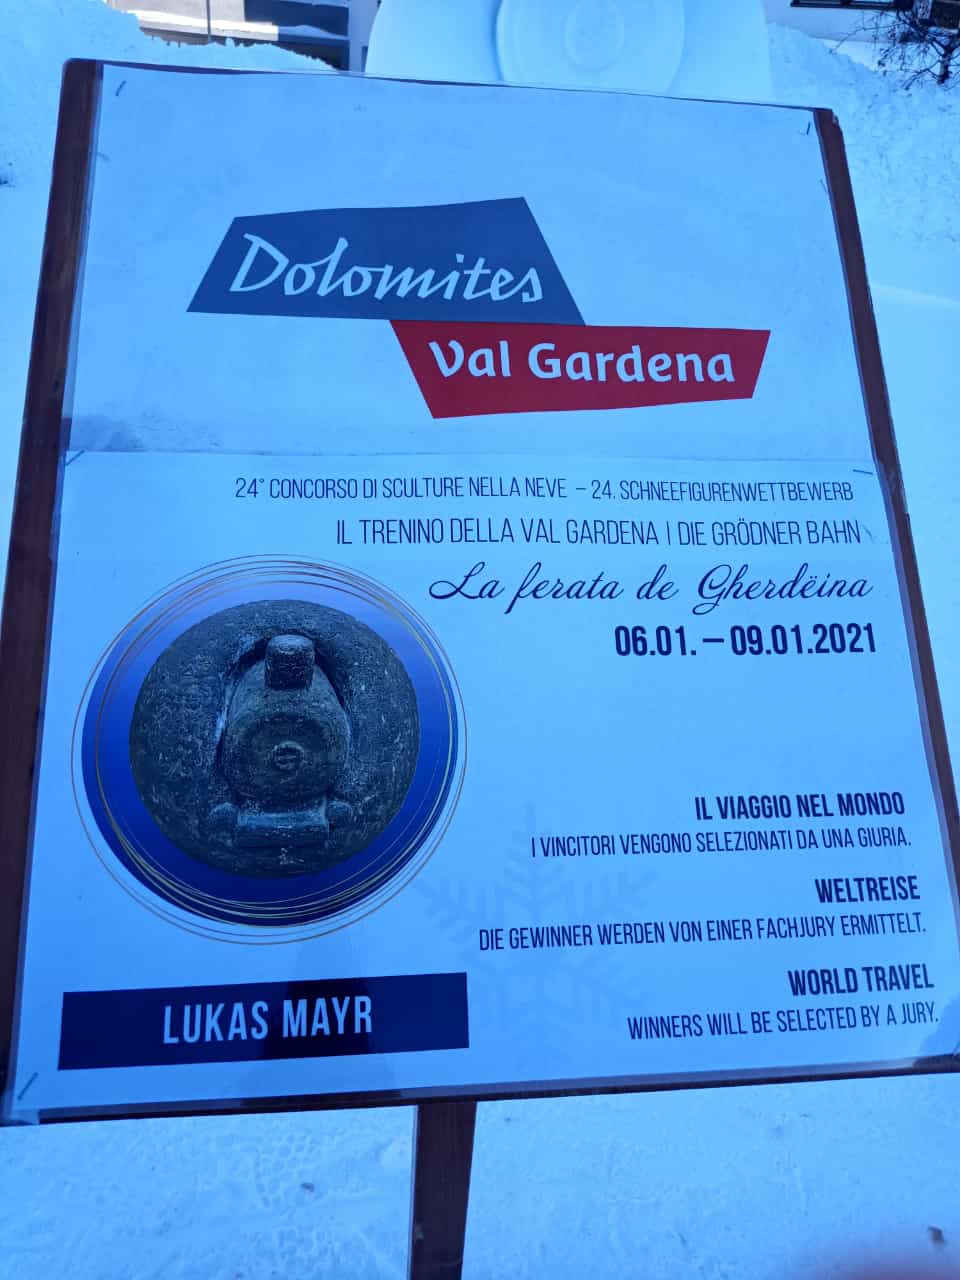 Dolomites
Val Gardena
24° CONCORSO DI SCULTURE NELLA NEVE – 24. SCHNEEFIGURENWETTBEWERB
IL TRENINO DELLA VAL GARDENA | DIE GRÖDNER BAHN
La ferata de Gherdëina
06.01. – 09.01.2021
IL VIAGGIO NEL MONDO
I VINCITORI VENGONO SELEZIONATI DA UNA GIURIA.
WELTREISE
DIE GEWINNER WERDEN VON EINER FACHJURY ERMITTELT.
WORLD TRAVEL
WINNERS WILL BE SELECTED BY A JURY.
LUKAS MAYR